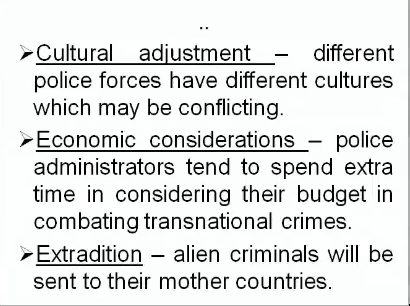 ..
➢Cultural adjustment – different
police forces have different cultures
which may be conflicting.
➢Economic considerations – police
administrators tend to spend extra
time in considering their budget in
combating transnational crimes.
➢Extradition – alien criminals will be
sent to their mother countries.